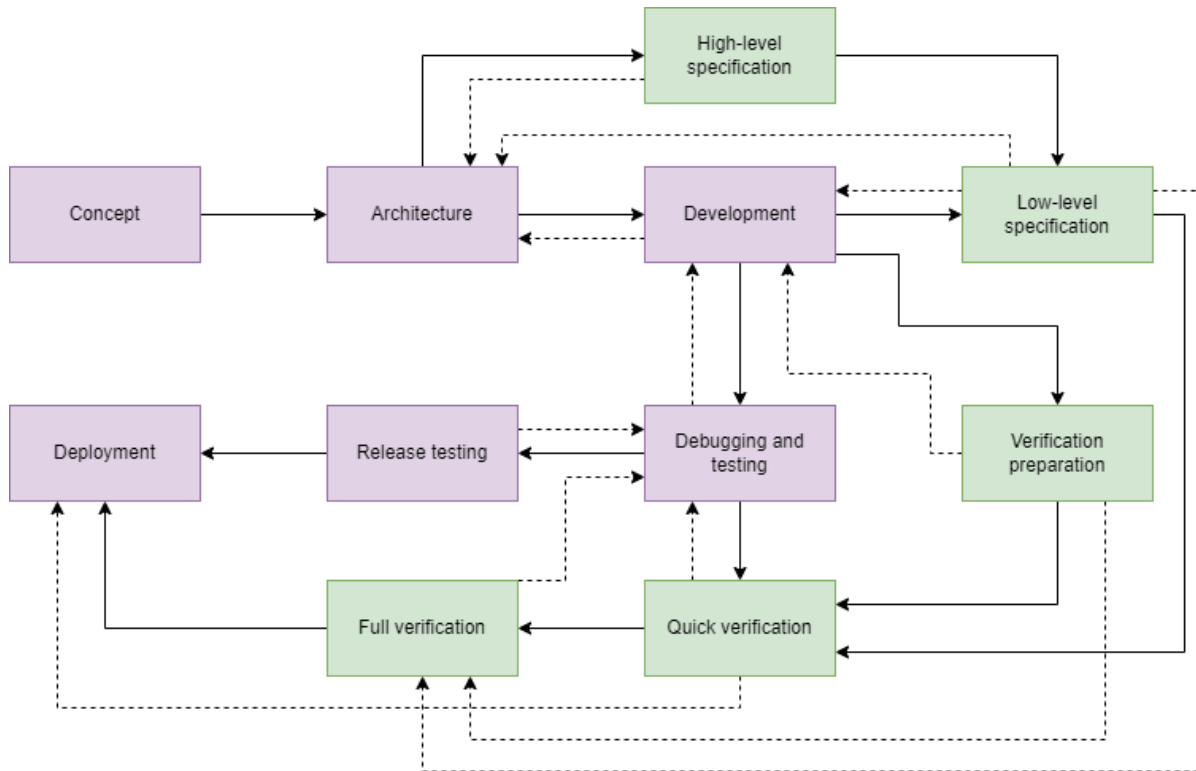 High-level
specification
Concept
Architecture
Development
Low-level
specification
Deployment
Release testing
Debugging and
testing
Verification
preparation
Full verification
Quick verification